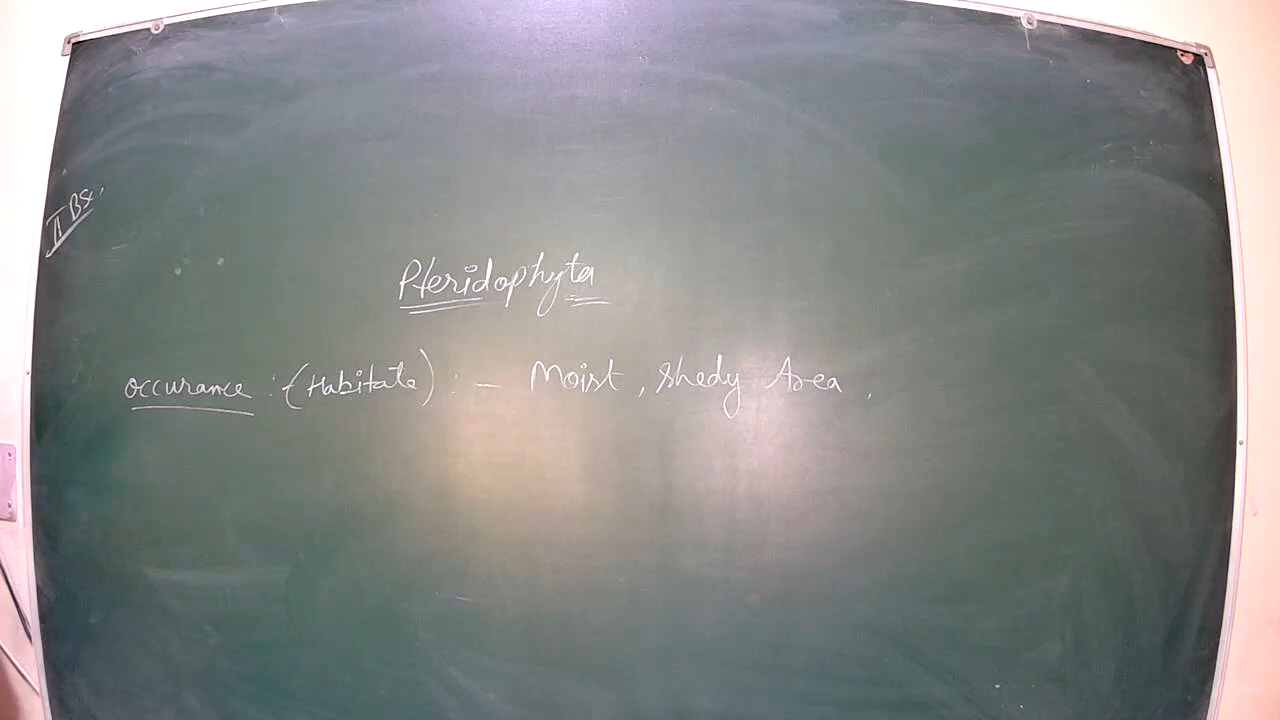 II BSc.
Pteridophyta
Occurance : (Habitate) : - Moist, Shedy Area,